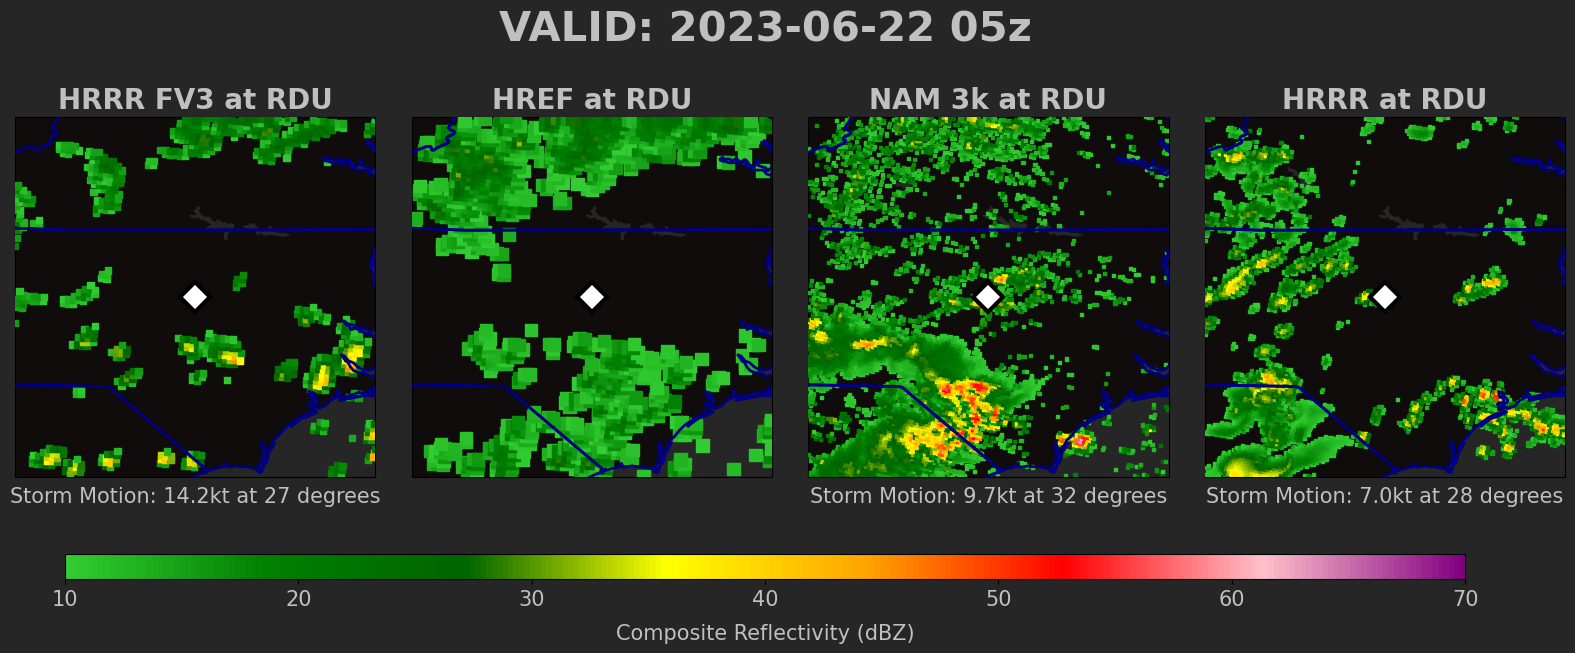 VALID: 2023-06-22 05z
HRRR FV3 at RDU
HREF at RDU
NAM 3k at RDU
HRRR at RDU
Storm Motion: 14.2kt at 27 degrees
Storm Motion: 9.7kt at 32 degrees
Storm Motion: 7.0kt at 28 degrees
10 20 30 40 50 60 70
Composite Reflectivity (dBZ)